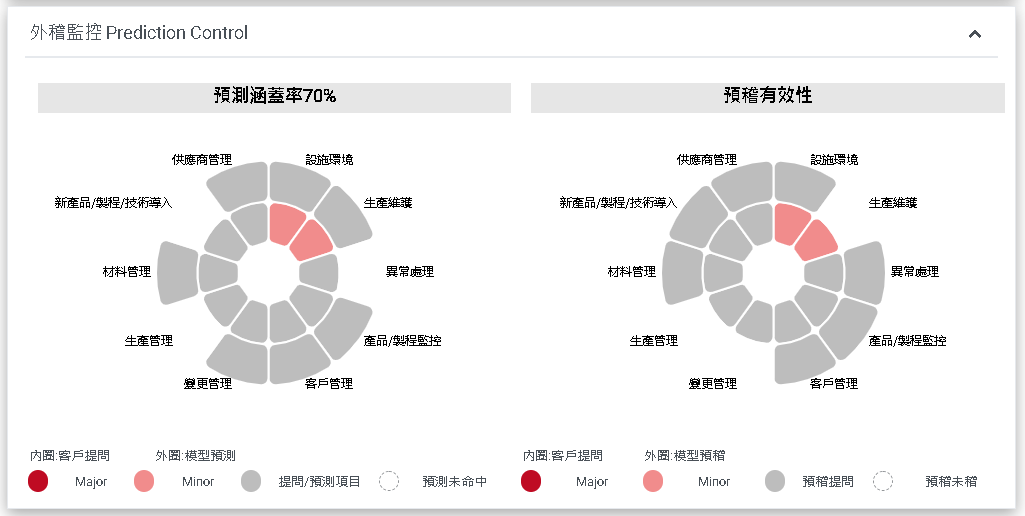 外稽監控 Prediction Control
預測涵蓋率70%
預稽有效性
供應商管理
設施環境
新產品/製程/技術導入
生產維護
材料管理
異常處理
生產管理
產品/製程監控
變更管理
客戶管理
供應商管理
設施環境
新產品/製程/技術導入
生產維護
材料管理
異常處理
生產管理
產品/製程監控
變更管理
客戶管理
內圈:客戶提問
外圈:模型預測
Major
Minor
提問/預測項目
預測未命中
內圈:客戶提問
外圈:模型預稽
Major
Minor
預稽提問
預稽未稽